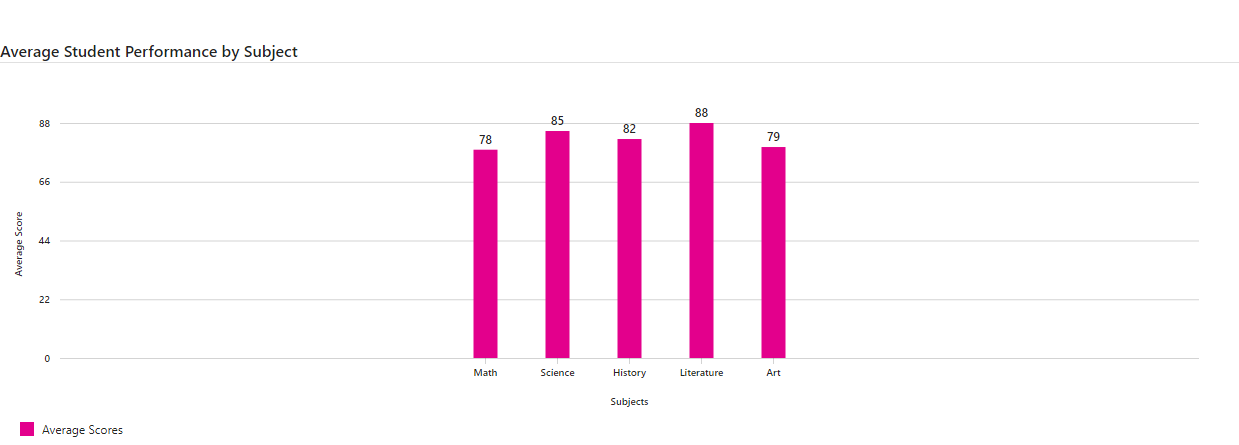 Average Student Performance by Subject
88
66
44
22
0
Average Score
78
85
82
88
79
Math
Science
History
Literature
Art
Subjects
Average Scores